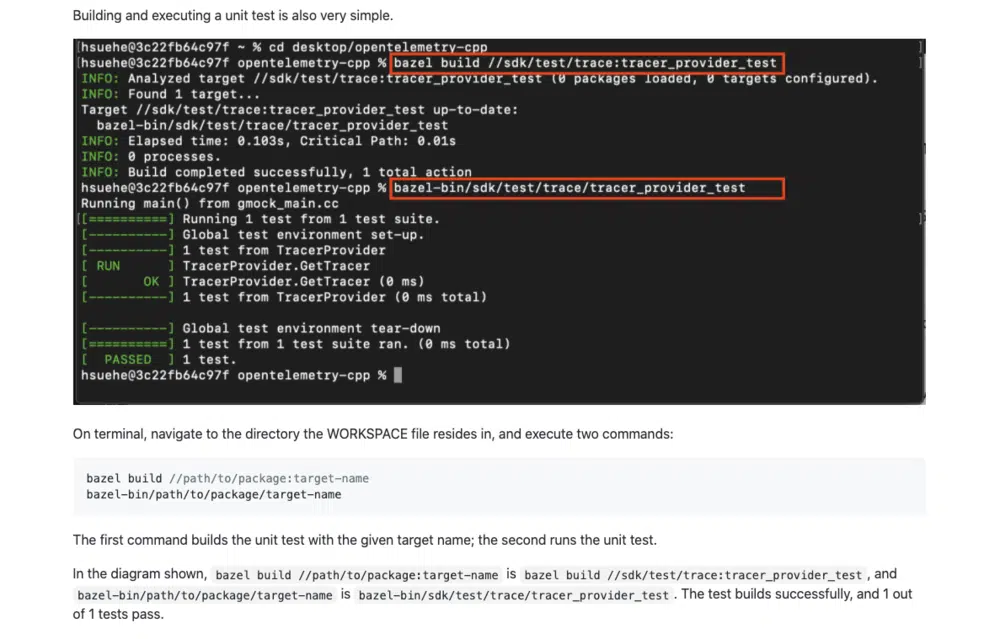 Building and executing a unit test is also very simple.
[hsuehe@3c22fb64c97f ~ % cd desktop/opentelemetry-cpp ]
[hsuehe@3c22fb64c97f opentelemetry-cpp % bazel build //sdk/test/trace:tracer_provider_test ]
INFO: Analyzed target //sdk/test/trace:tracer_provider_test (0 packages loaded, 0 targets configured).
INFO: Found 1 target...
Target //sdk/test/trace:tracer_provider_test up-to-date:
bazel-bin/sdk/test/trace/tracer_provider_test
INFO: Elapsed time: 0.103s, Critical Path: 0.01s
INFO: 0 processes.
INFO: Build completed successfully, 1 total action
hsuehe@3c22fb64c97f opentelemetry-cpp % bazel-bin/sdk/test/trace/tracer_provider_test
Running main() from gmock_main.cc
[[==========] Running 1 test from 1 test suite. ]
[----------] Global test environment set-up.
[----------] 1 test from TracerProvider
[ RUN      ] TracerProvider.GetTracer
[       OK ] TracerProvider.GetTracer (0 ms)
[----------] 1 test from TracerProvider (0 ms total)
[----------] Global test environment tear-down
[==========] 1 test from 1 test suite ran. (0 ms total)
[  PASSED  ] 1 test.
hsuehe@3c22fb64c97f opentelemetry-cpp %
On terminal, navigate to the directory the WORKSPACE file resides in, and execute two commands:
bazel build //path/to/package:target-name
bazel-bin/path/to/package/target-name
The first command builds the unit test with the given target name; the second runs the unit test.
In the diagram shown, bazel build //path/to/package:target-name is bazel build //sdk/test/trace:tracer_provider_test , and
bazel-bin/path/to/package/target-name is bazel-bin/sdk/test/trace/tracer_provider_test . The test builds successfully, and 1 out
of 1 tests pass.